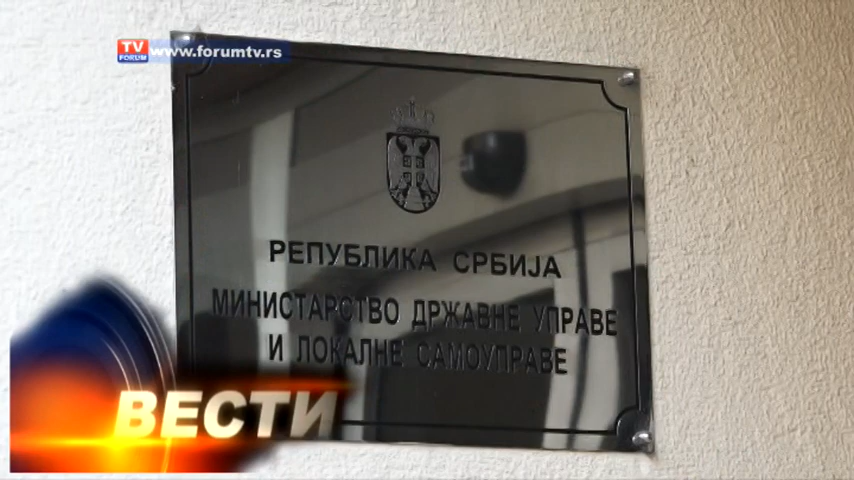 TV FORUM www.forumtv.rs
РЕПУБЛИКА СРБИЈА
МИНИСТАРСТВО ДРЖАВНЕ УПРАВЕ
И ЛОКАЛНЕ САМОУПРАВЕ
ВЕСТИ